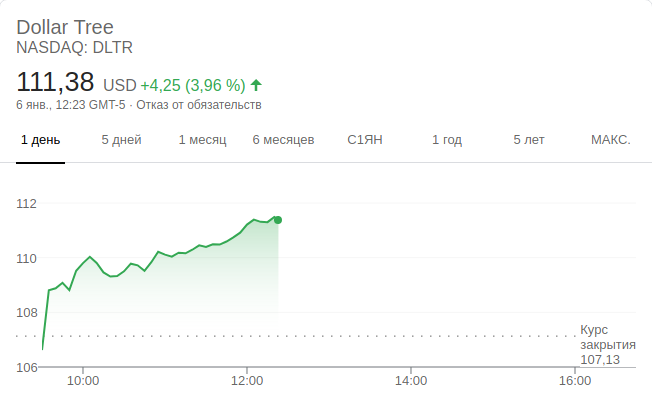 Dollar Tree
NASDAQ: DLTR
111,38 USD +4,25 (3,96 %)
6 янв., 12:23 GMT-5 · Отказ от обязательств
1 день 5 дней 1 месяц 6 месяцев С1ЯН 1 год 5 лет МАКС.
112
110
108
Курс
закрытия
107,13
106
10:00 12:00 14:00 16:00